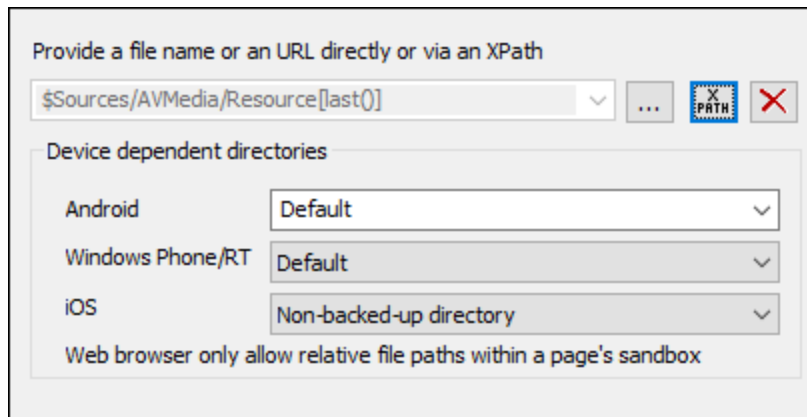 Provide a file name or an URL directly or via an XPath
$Sources/AVMedia/Resource[last()]
...
X
PATH
Device dependent directories
Android
Default
Windows Phone/RT
Default
iOS
Non-backed-up directory
Web browser only allow relative file paths within a page's sandbox